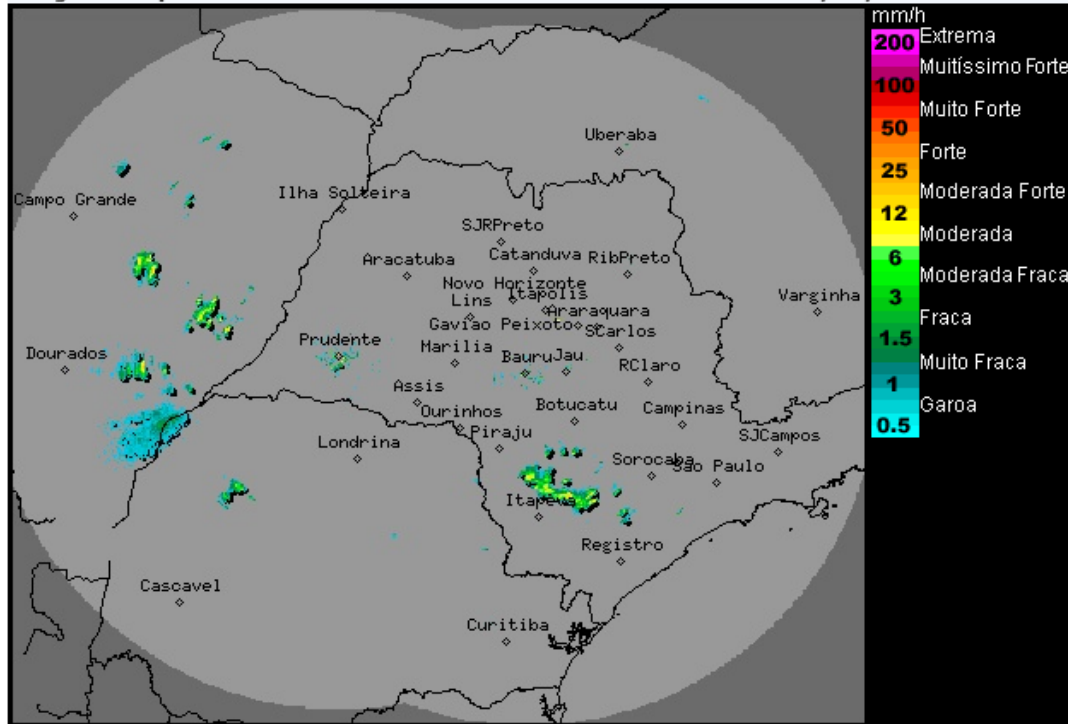 mm/h
200 Extrema
Muitíssimo Forte
100
Muito Forte
50
Forte
25
Moderada Forte
12
Moderada
6
Moderada Fraca
3
Fraca
1.5
Muito Fraca
1
Garoa
0.5
Uberaba
Campo Grande
Ilha Solteira
SJRPreto
Aracatuba
Catanduva
RibPreto
Novo Horizonte
Lins
Itapolis
Varginha
Araraquara
Gaviao Peixoto
SCarlos
Prudente
Dourados
Marilia
Bauru
Jau
RClaro
Assis
Ourinhos
Botucatu
Campinas
Piraju
Londrina
SJCampos
Sorocaba
Sao Paulo
Itapeva
Registro
Cascavel
Curitiba